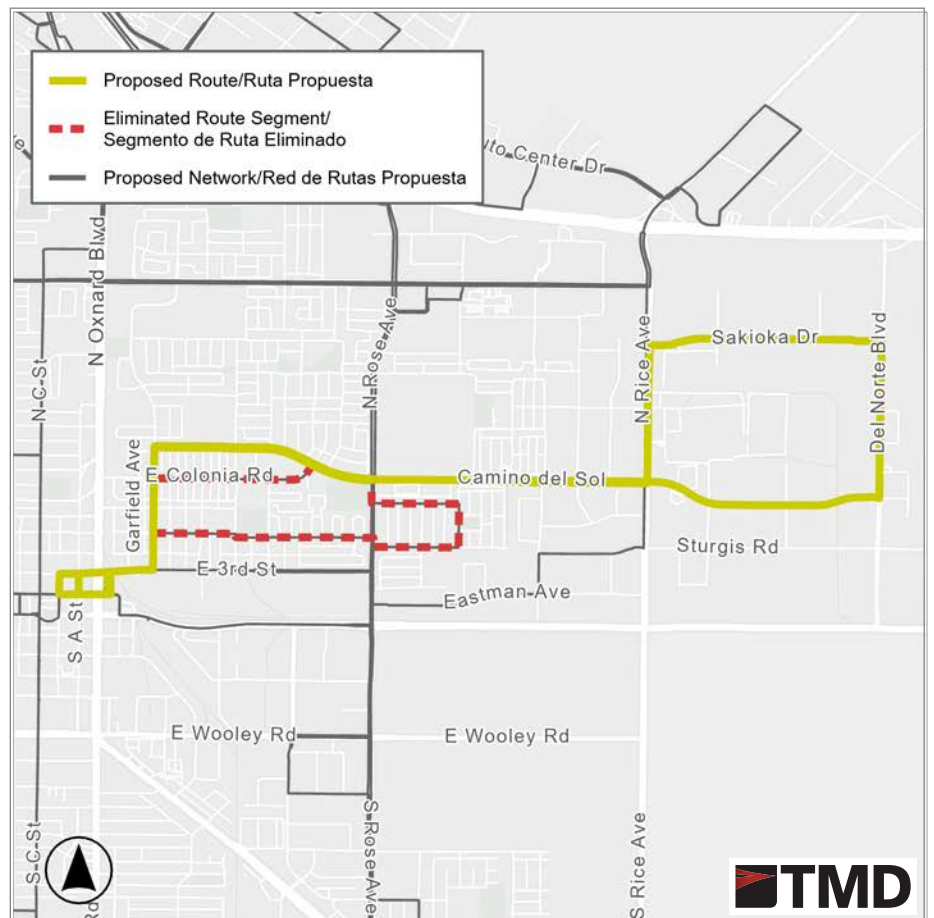 Proposed Route/Ruta Propuesta
Eliminated Route Segment/
Segmento de Ruta Eliminado
Proposed Network/Red de Rutas Propuesta
uto Center Dr
N Oxnard Blvd
N Rose Ave
N Rice Ave
Sakioka Dr
Del Norte Blvd
N C St
Garfield Ave
E Colonia Rd
Camino del Sol
Sturgis Rd
E 3rd St
Eastman Ave
S A St
E Wooley Rd
E Wooley Rd
S C St
Rd
S Rose Ave
S Rice Ave
TMD